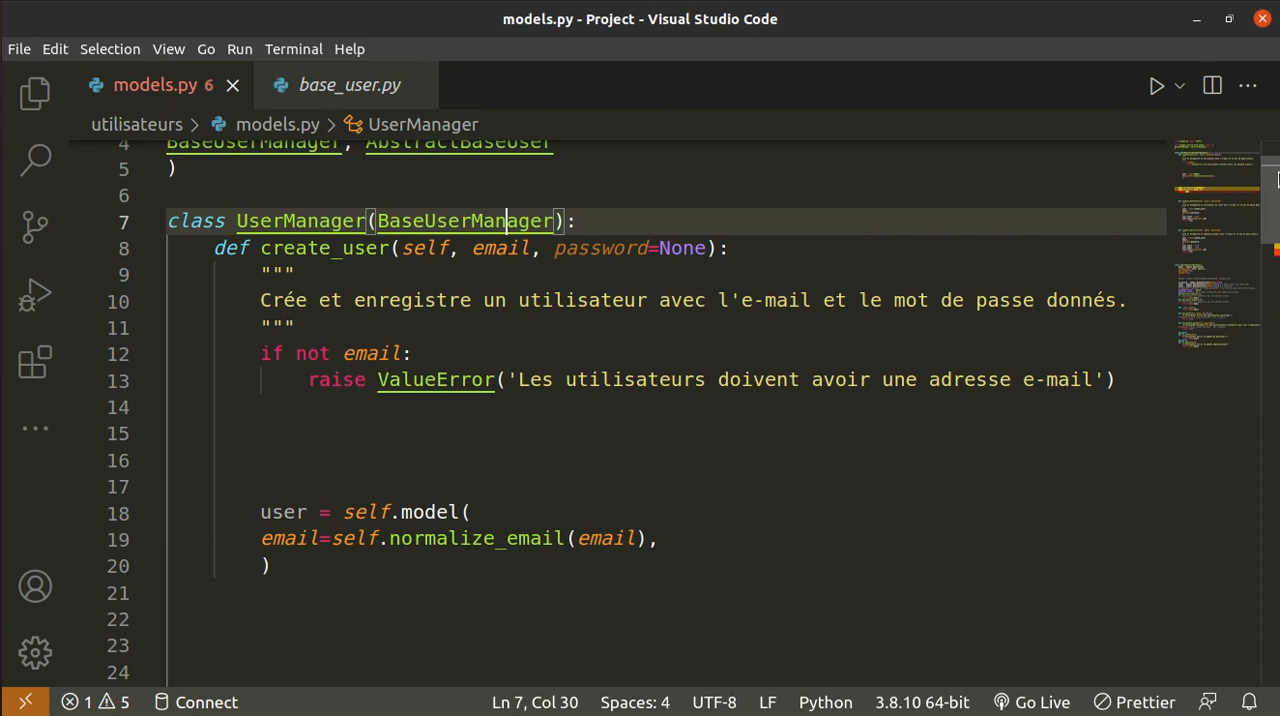 models.py - Project - Visual Studio Code
File Edit Selection View Go Run Terminal Help
models.py 6 base_user.py
utilisateurs > models.py > UserManager
4 BaseUserManager, AbstractBaseUser
5 )
6
7 class UserManager(BaseUserManager):
8 def create_user(self, email, password=None):
9 """
10 Crée et enregistre un utilisateur avec l'e-mail et le mot de passe donnés.
11 """
12 if not email:
13 raise ValueError('Les utilisateurs doivent avoir une adresse e-mail')
14
15
16
17
18 user = self.model(
19 email=self.normalize_email(email),
20 )
21
22
23
24
1 5 Connect Ln 7, Col 30 Spaces: 4 UTF-8 LF Python 3.8.10 64-bit Go Live Prettier